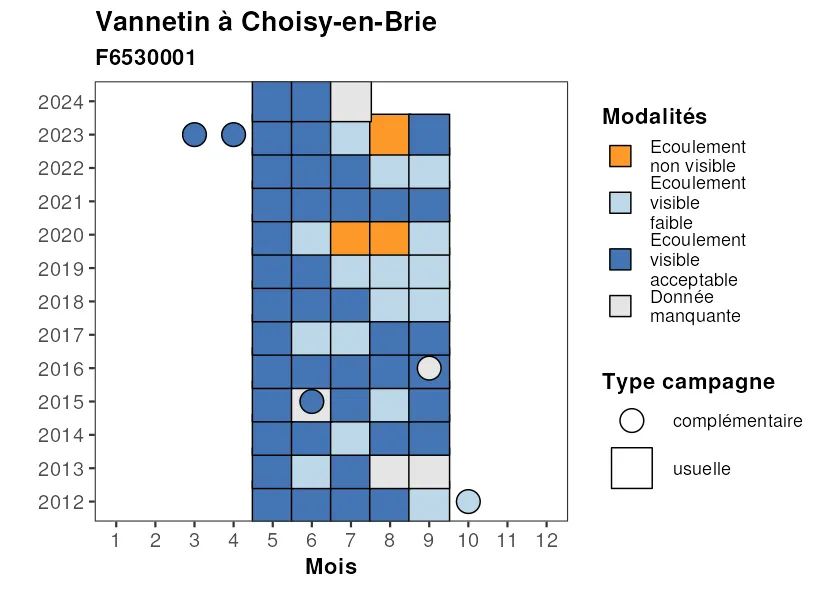 Vannetin à Choisy-en-Brie
F6530001
2024
2023
2022
2021
2020
2019
2018
2017
2016
2015
2014
2013
2012
1 2 3 4 5 6 7 8 9 10 11 12
Mois
Modalités
Ecoulement
non visible
Ecoulement
visible
faible
Ecoulement
visible
acceptable
Donnée
manquante
Type campagne
complémentaire
usuelle